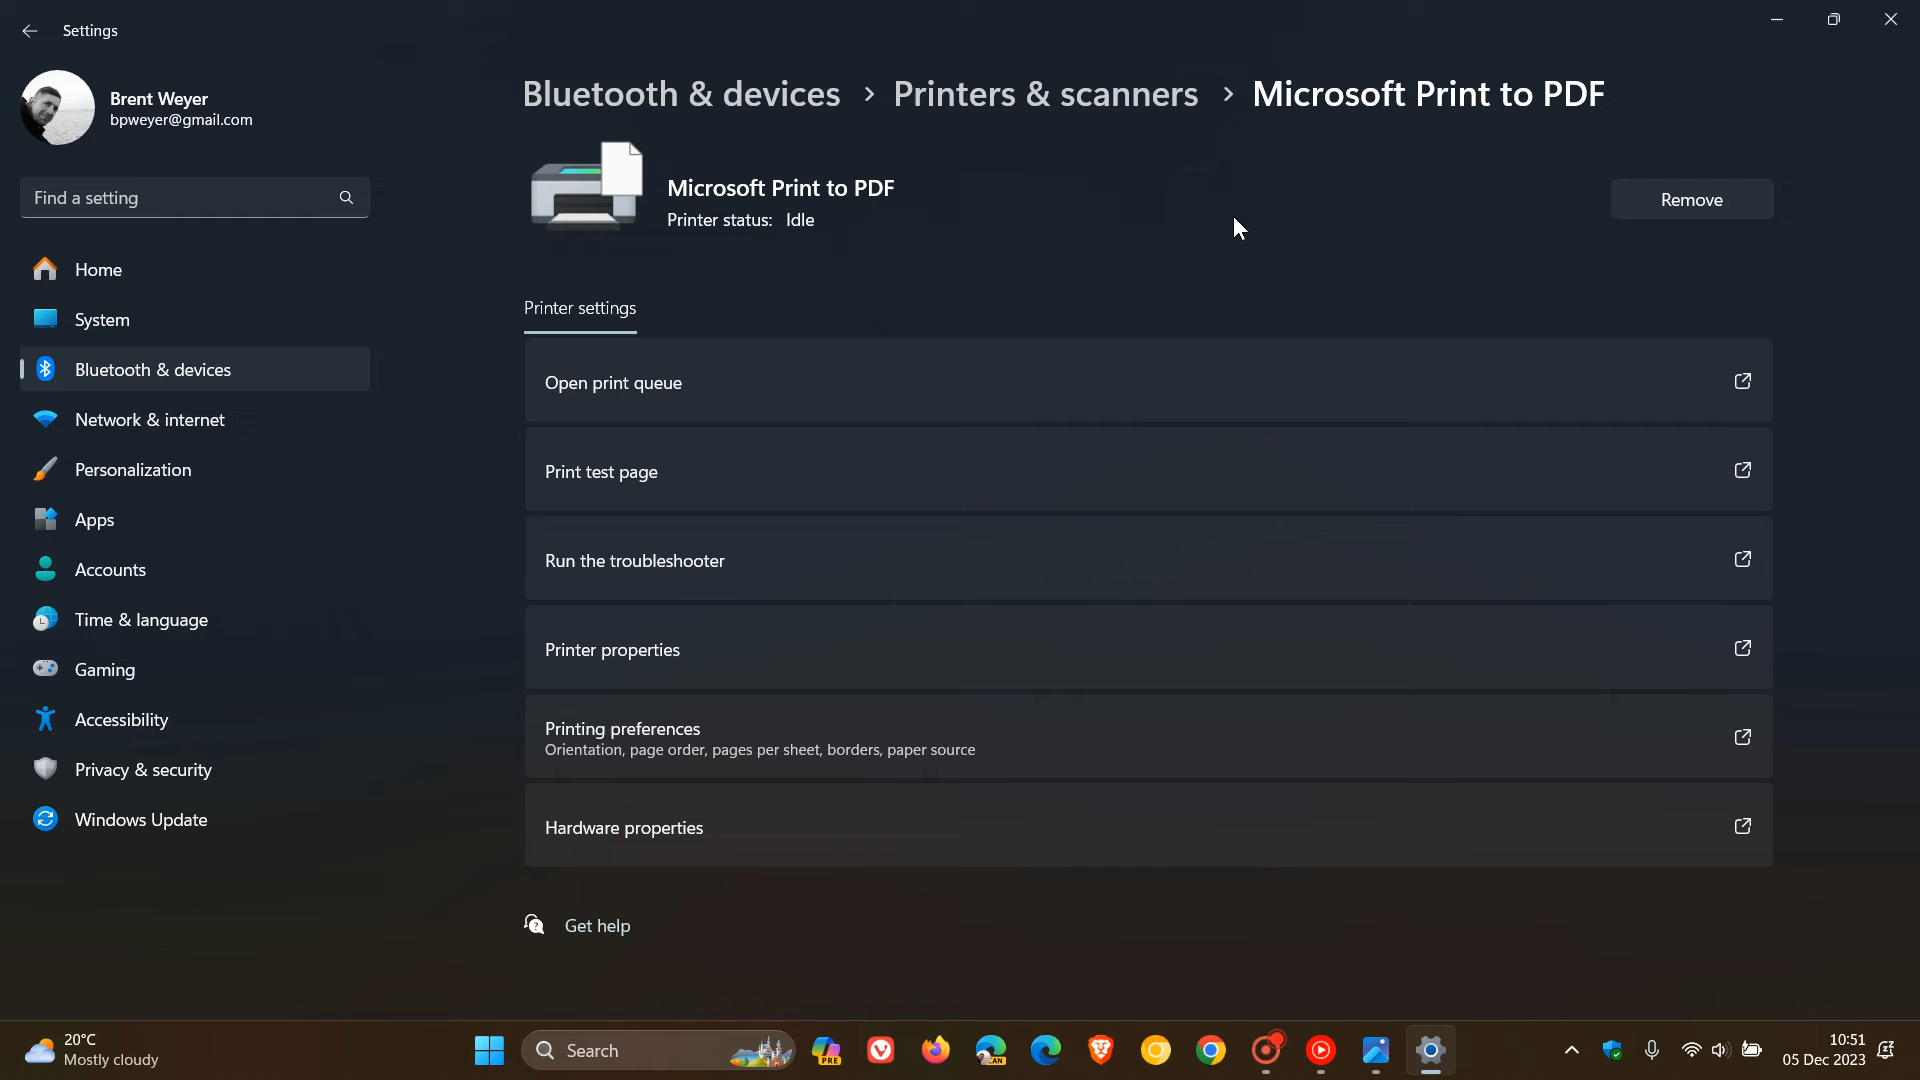 Settings
Brent Weyer
bpweyer@gmail.com
Find a setting
Home
System
Bluetooth & devices
Network & internet
Personalization
Apps
Accounts
Time & language
Gaming
Accessibility
Privacy & security
Windows Update
Bluetooth & devices > Printers & scanners > Microsoft Print to PDF
Microsoft Print to PDF
Printer status: Idle
Remove
Printer settings
Open print queue
Print test page
Run the troubleshooter
Printer properties
Printing preferences
Orientation, page order, pages per sheet, borders, paper source
Hardware properties
Get help
20°C
Mostly cloudy
Search
PRE
CAN
10:51
05 Dec 2023